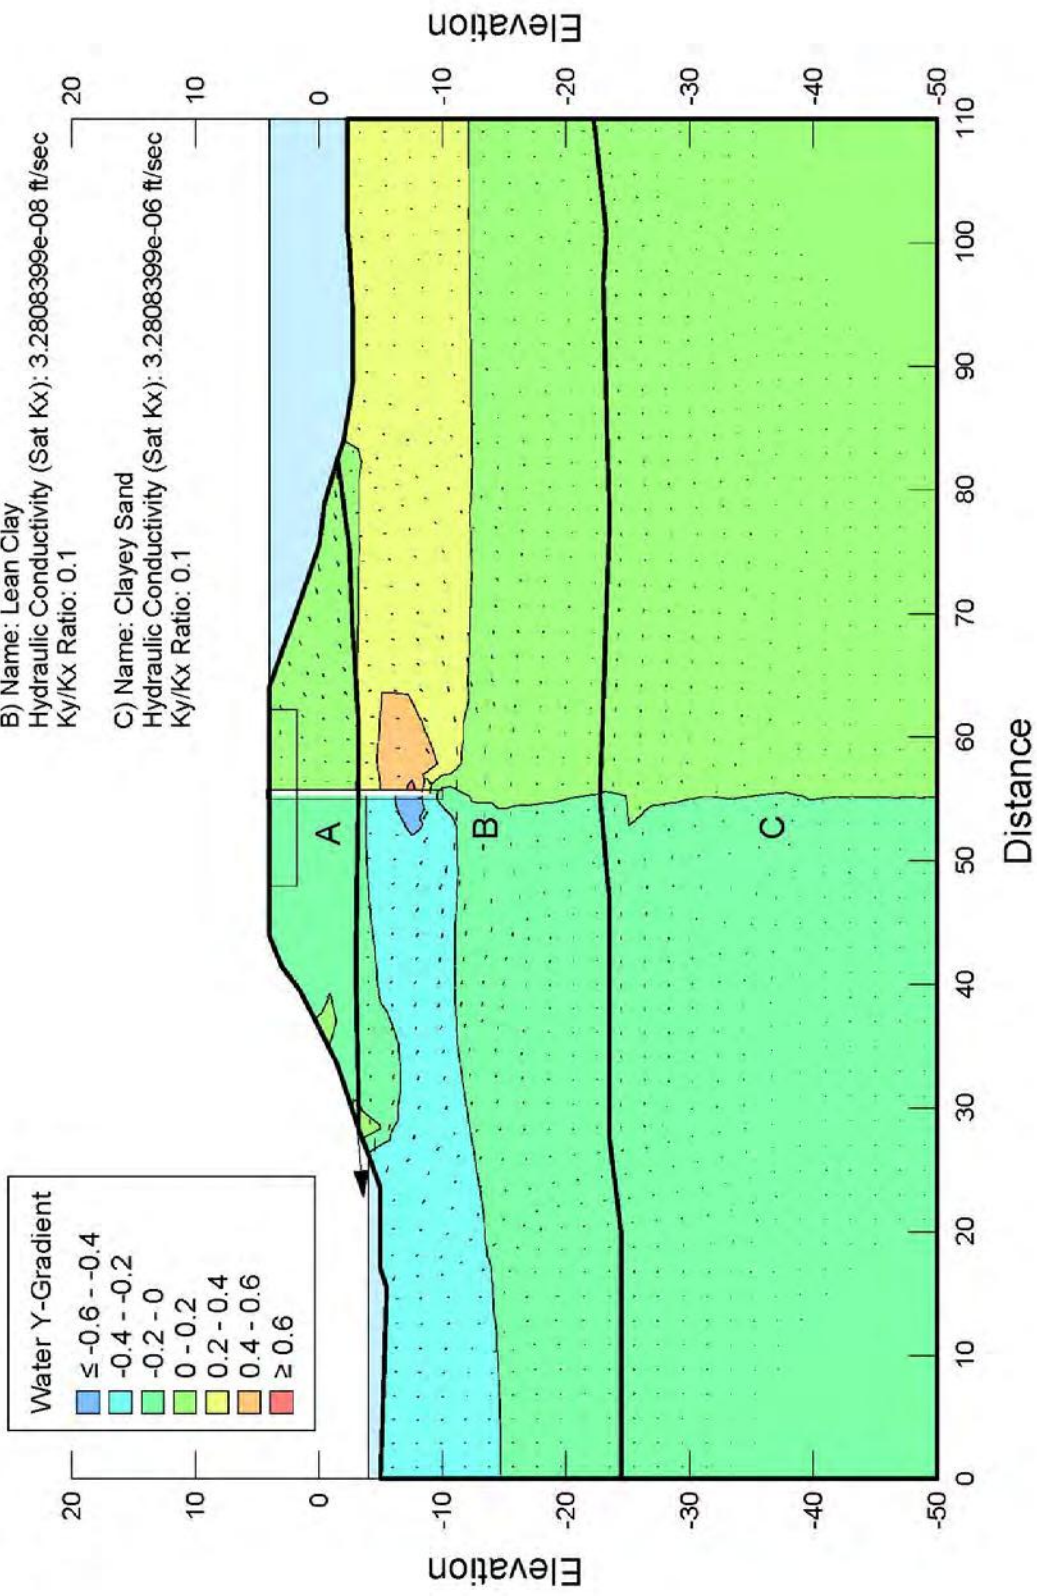 B) Name: Lean Clay
Hydraulic Conductivity (Sat Kx): 3.2808399e-08 ft/sec
Ky/Kx Ratio: 0.1
C) Name: Clayey Sand
Hydraulic Conductivity (Sat Kx): 3.2808399e-06 ft/sec
Ky/Kx Ratio: 0.1
Water Y-Gradient
≤ -0.6 - -0.4
-0.4 - -0.2
-0.2 - 0
0 - 0.2
0.2 - 0.4
0.4 - 0.6
≥ 0.6
Elevation
20
10
0
-10
-20
-30
-40
-50
A
B
C
Elevation
20
10
0
-10
-20
-30
-40
-50
0
10
20
30
40
50
60
70
80
90
100
110
Distance